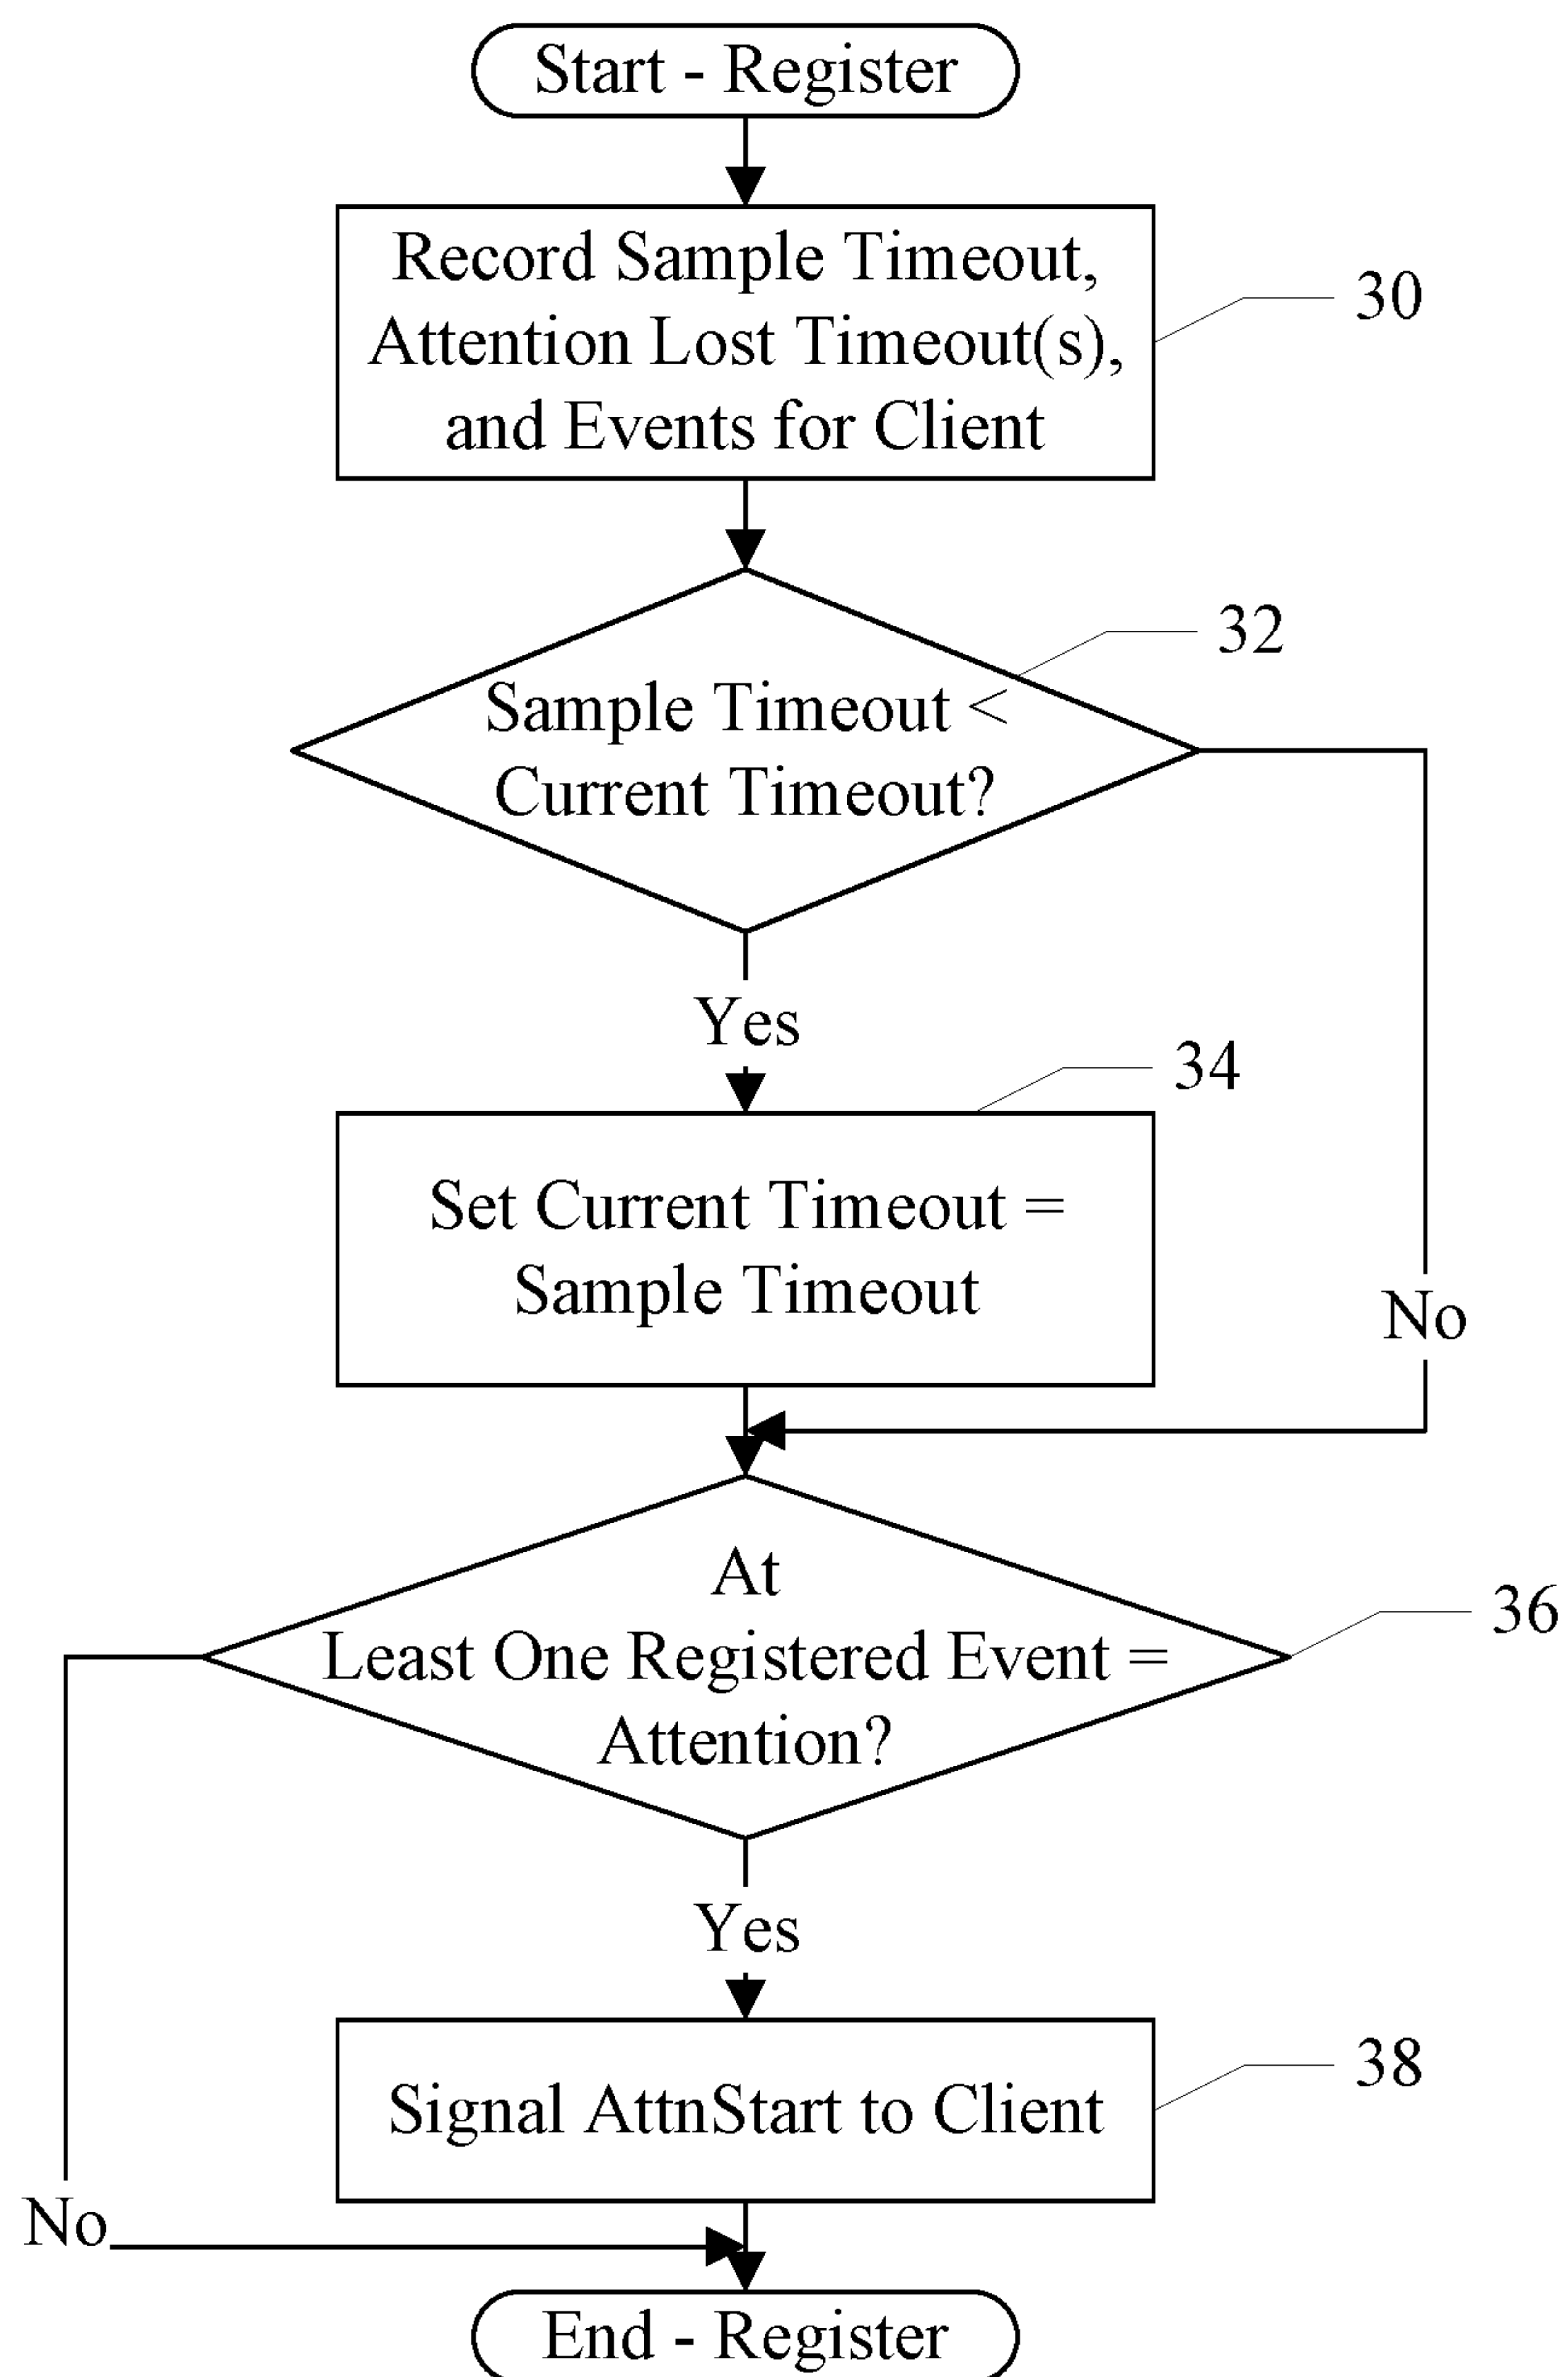 Start - Register
Record Sample Timeout,
Attention Lost Timeout(s),
and Events for Client
30
32
Sample Timeout <
Current Timeout?
Yes
34
Set Current Timeout =
Sample Timeout
No
At
Least One Registered Event =
Attention?
36
Yes
Signal AttnStart to Client
38
No
End - Register